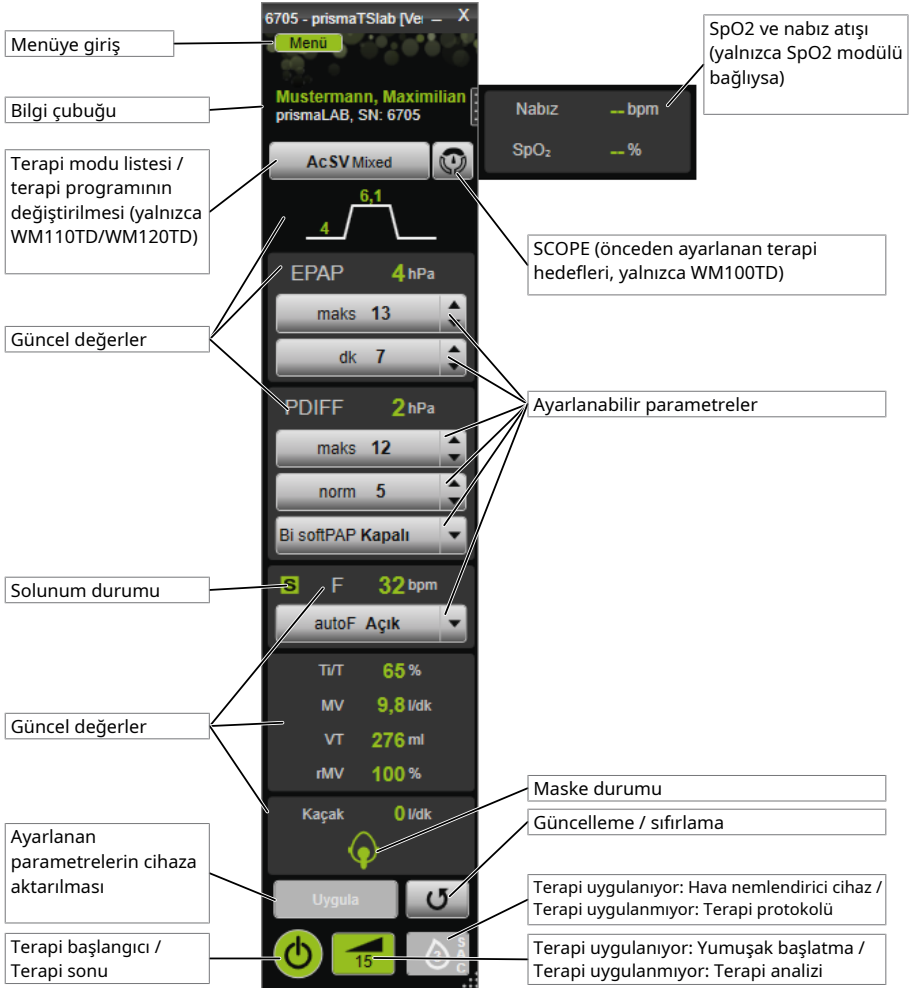 6705 - prismaTSlab [Ve
X
Menü
Menüye giriş
SpO2 ve nabız atışı
(yalnızca SpO2 modülü
bağlıysa)
Mustermann, Maximilian
prismaLAB, SN: 6705
Bilgi çubuğu
Nabız -- bpm
SpO₂ -- %
Terapi modu listesi /
terapi programının
değiştirilmesi (yalnızca
WM110TD/WM120TD)
AcSV Mixed
6,1
4
SCOPE (önceden ayarlanan terapi
hedefleri, yalnızca WM100TD)
EPAP 4 hPa
maks 13
dk 7
Güncel değerler
PDIFF 2 hPa
Ayarlanabilir parametreler
maks 12
norm 5
Bi softPAP Kapalı
Solunum durumu
S F 32 bpm
autoF Açık
Ti/T 65 %
MV 9,8 l/dk
VT 276 ml
rMV 100 %
Güncel değerler
Kaçak 0 l/dk
Maske durumu
Güncelleme / sıfırlama
Ayarlanan
parametrelerin cihaza
aktarılması
Uygula
Terapi uygulanıyor: Hava nemlendirici cihaz /
Terapi uygulanmıyor: Terapi protokolü
Terapi başlangıcı /
Terapi sonu
15
2
SAC
Terapi uygulanıyor: Yumuşak başlatma /
Terapi uygulanmıyor: Terapi analizi